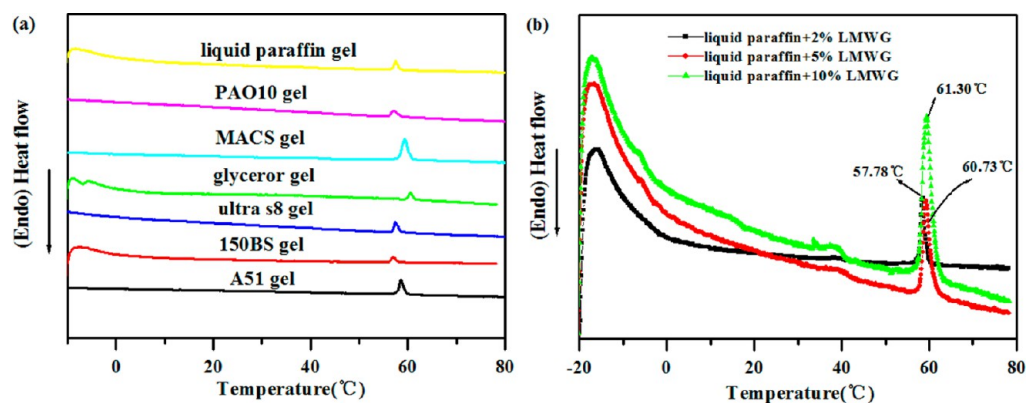 (a)
liquid paraffin gel
PAO10 gel
MACS gel
glyceror gel
ultra s8 gel
150BS gel
A51 gel
(Endo) Heat flow
0 20 40 60 80
Temperature(℃)
(b)
liquid paraffin+2% LMWG
liquid paraffin+5% LMWG
liquid paraffin+10% LMWG
61.30℃
57.78℃
60.73℃
(Endo) Heat flow
-20 0 20 40 60 80
Temperature(℃)